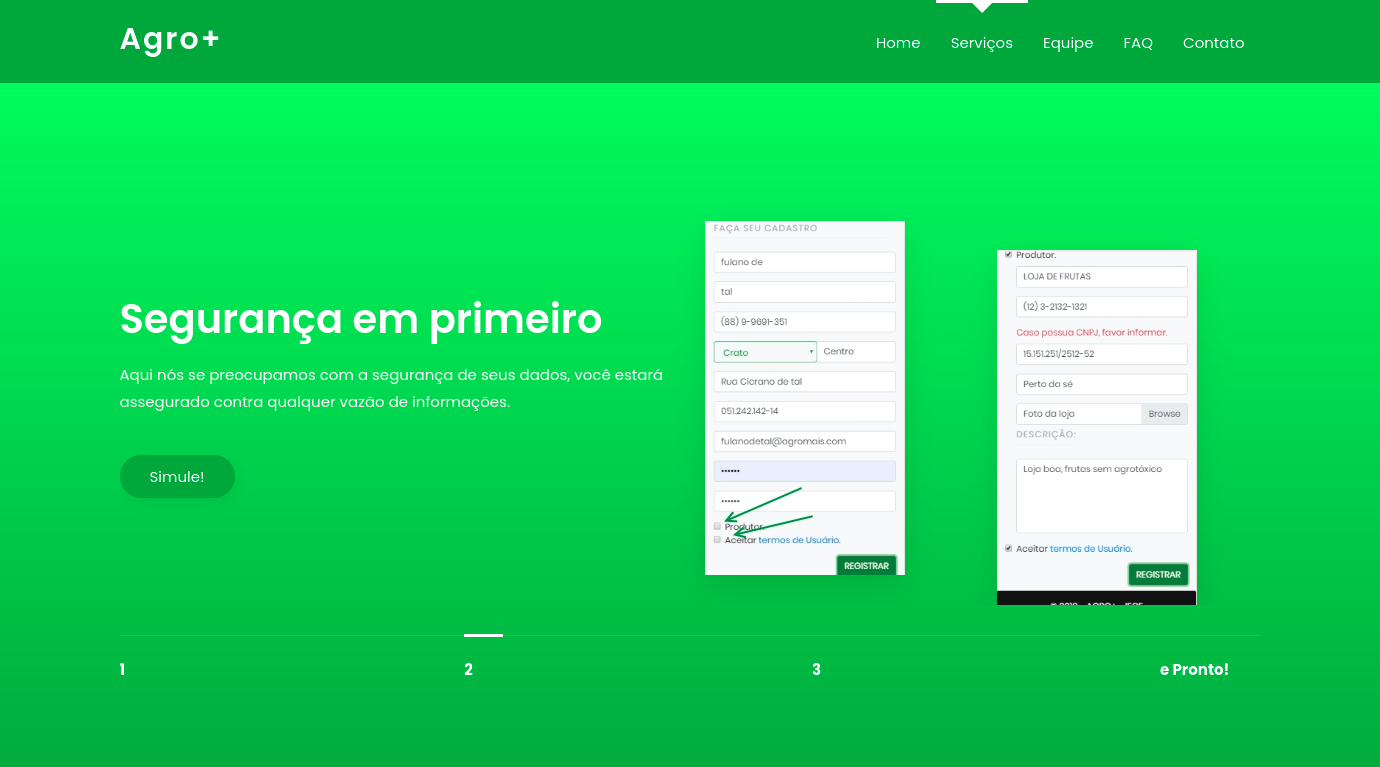 Agro+
Home Serviços Equipe FAQ Contato
Segurança em primeiro
Aqui nós se preocupamos com a segurança de seus dados, você estará
assegurado contra qualquer vazão de informações.
Simule!
FAÇA SEU CADASTRO
fulano de
tal
(88) 9-9691-351
Crato Centro
Rua Cicrano de tal
051.242.142-14
fulanodetal@agromais.com
••••••
••••••
Produtor.
Aceitar termos de Usuário.
REGISTRAR
Produtor.
LOJA DE FRUTAS
(12) 3-2132-1321
Caso possua CNPJ, favor informar.
15.151.251/2512-52
Perto da sé
Foto da loja Browse
DESCRIÇÃO:
Loja boa, frutas sem agrotóxico
Aceitar termos de Usuário.
REGISTRAR
1 2 3 e Pronto!